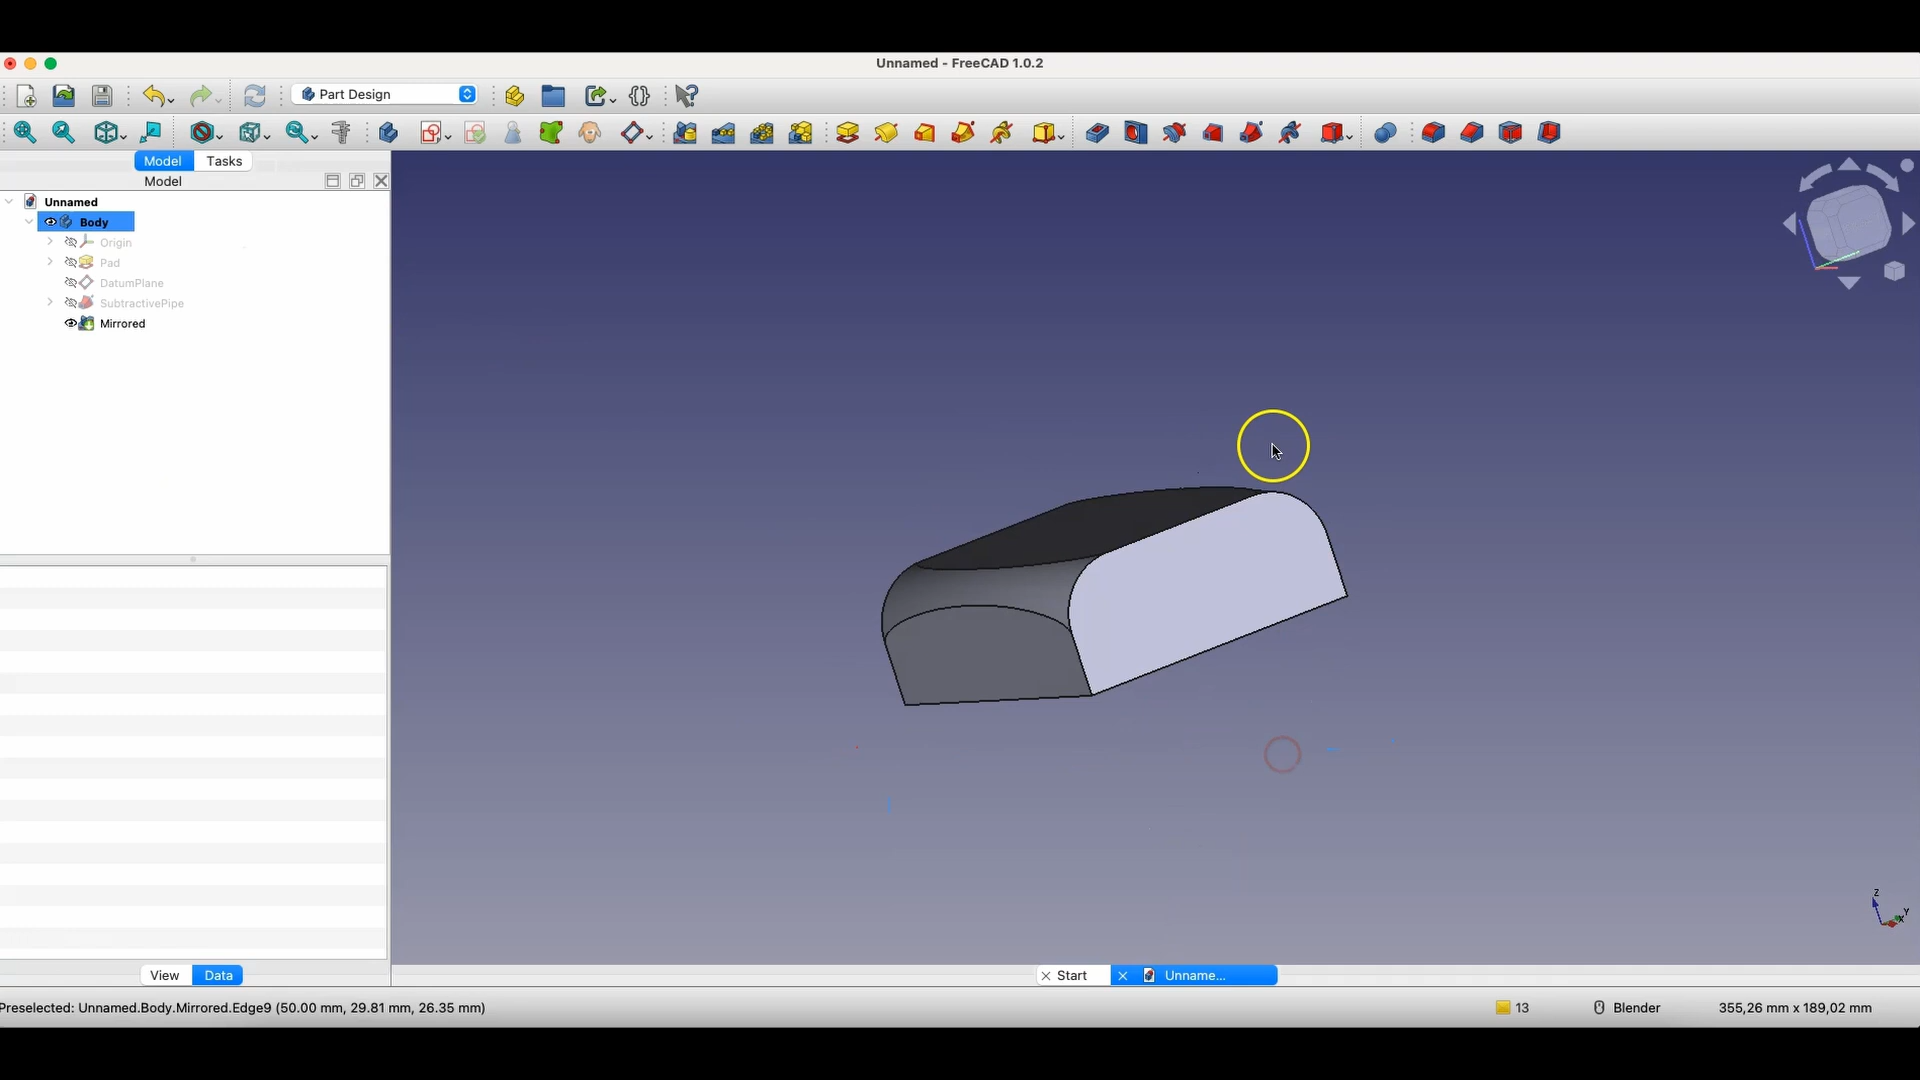 Unnamed - FreeCAD 1.0.2
Part Design
Model
Tasks
Model
Unnamed
Body
Origin
Pad
DatumPlane
SubtractivePipe
Mirrored
Z
Y
X
View
Data
Start
Unname...
Preselected: Unnamed.Body.Mirrored.Edge9 (50.00 mm, 29.81 mm, 26.35 mm)
13
Blender
355,26 mm x 189,02 mm